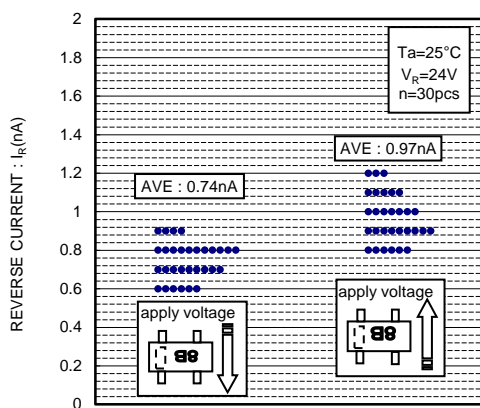 2
1.8
1.6
1.4
1.2
1
0.8
0.6
0.4
0.2
0
REVERSE CURRENT : IR(nA)
Ta=25°C
VR=24V
n=30pcs
AVE : 0.97nA
AVE : 0.74nA
apply voltage
8B
apply voltage
8B